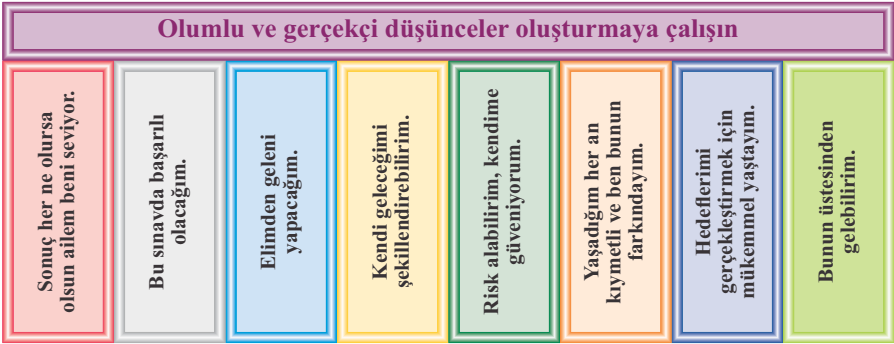 Olumlu ve gerçekçi düşünceler oluşturmaya çalışın
Sonuç her ne olursa
olsun ailem beni seviyor.
Bu sınavda başarılı
olacağım.
Elimden geleni
yapacağım.
Kendi geleceğimi
şekillendirebilirim.
Risk alabilirim, kendime
güveniyorum.
Yaşadığım her an
kıymetli ve ben bunun
farkındayım.
Hedeflerimi
gerçekleştirmek için
mükemmel yaştayım.
Bunun üstesinden
gelebilirim.